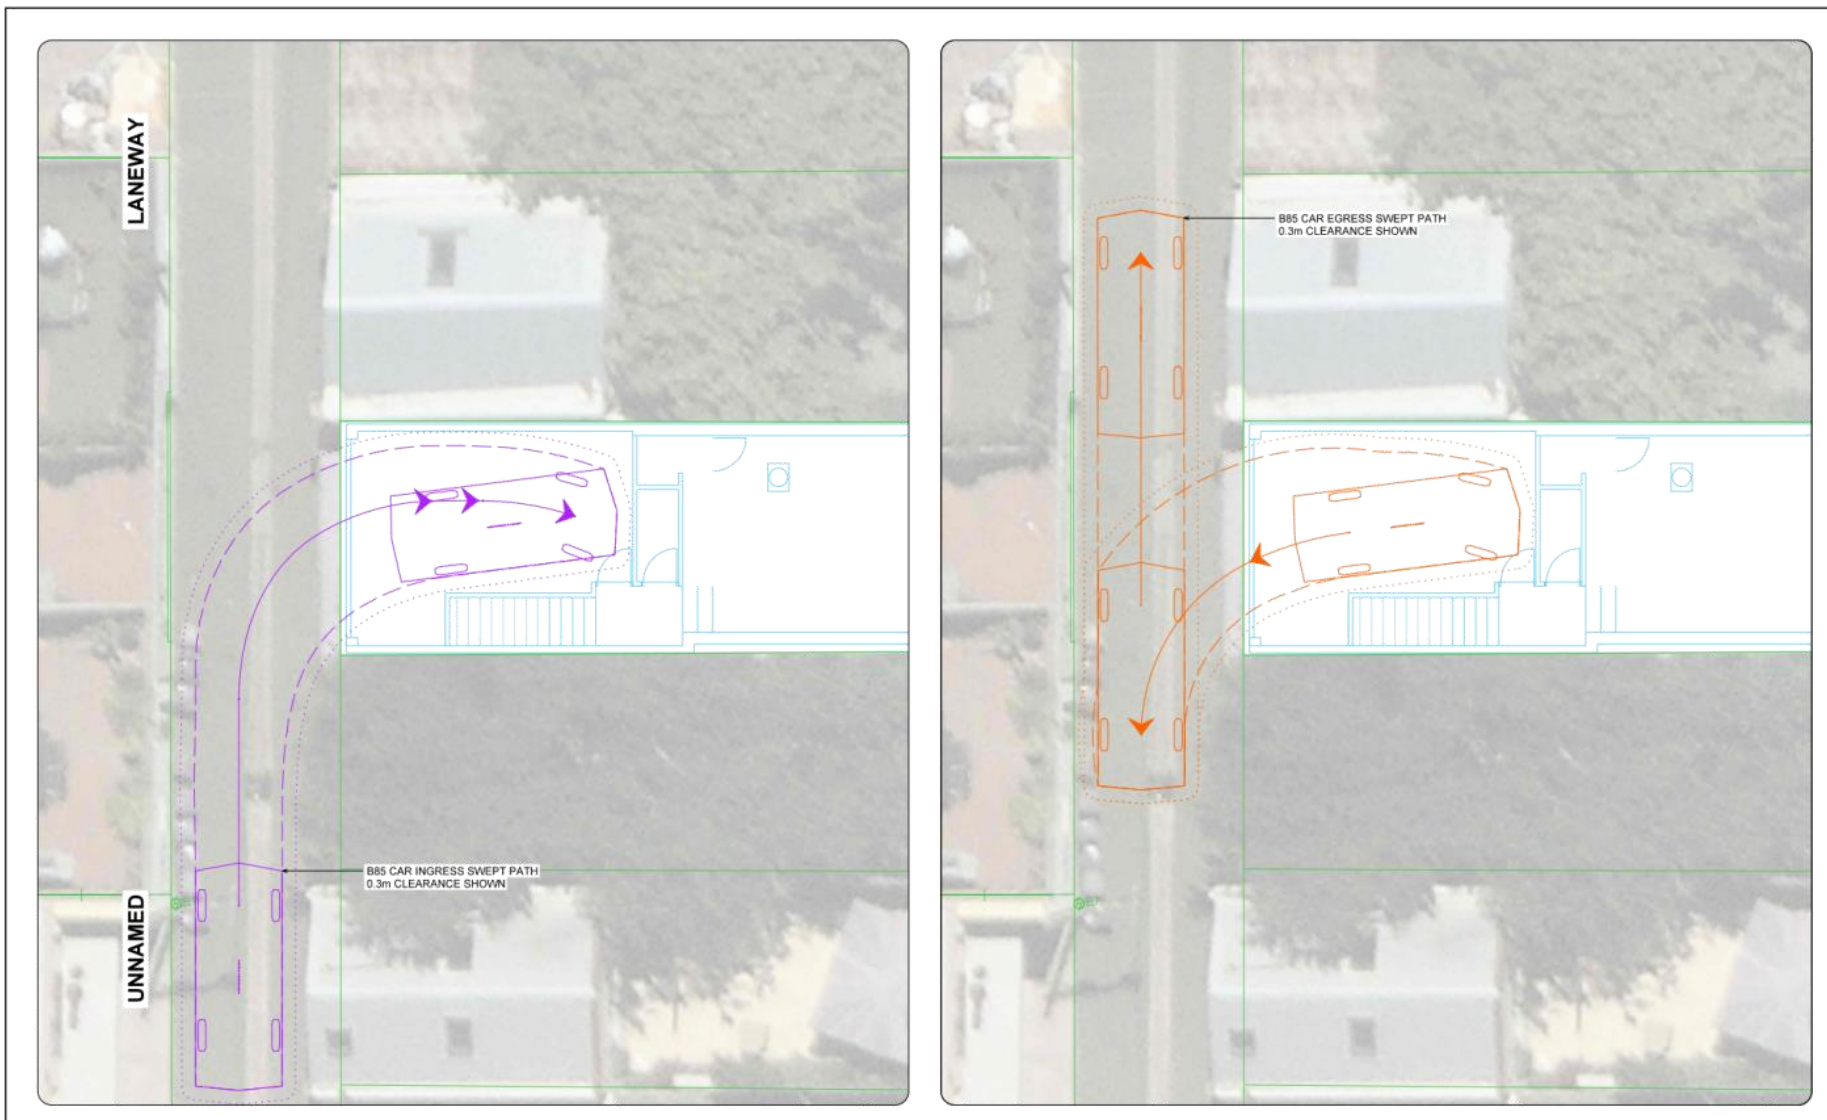 LANEWAY
UNNAMED
B85 CAR INGRESS SWEPT PATH
0.3m CLEARANCE SHOWN
B85 CAR EGRESS SWEPT PATH
0.3m CLEARANCE SHOWN